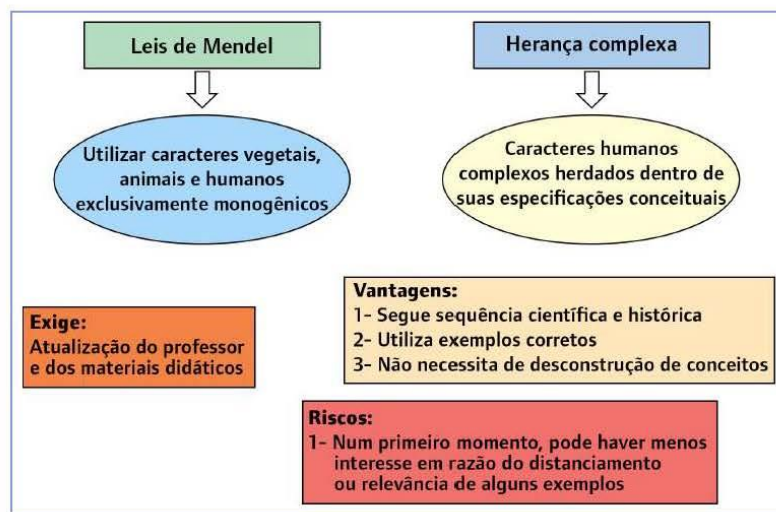 Leis de Mendel
Utilizar caracteres vegetais,
animais e humanos
exclusivamente monogênicos
Herança complexa
Caracteres humanos
complexos herdados dentro de
suas especificações conceituais
Exige:
Atualização do professor
e dos materiais didáticos
Vantagens:
1- Segue sequência científica e histórica
2- Utiliza exemplos corretos
3- Não necessita de desconstrução de conceitos
Riscos:
1- Num primeiro momento, pode haver menos
interesse em razão do distanciamento
ou relevância de alguns exemplos